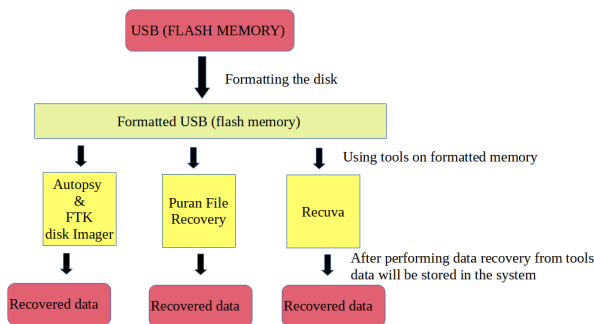 USB (FLASH MEMORY)
Formatting the disk
Formatted USB (flash memory)
Using tools on formatted memory
Autopsy
&
FTK
disk Imager
Puran File
Recovery
Recuva
After performing data recovery from tools
data will be stored in the system
Recovered data
Recovered data
Recovered data